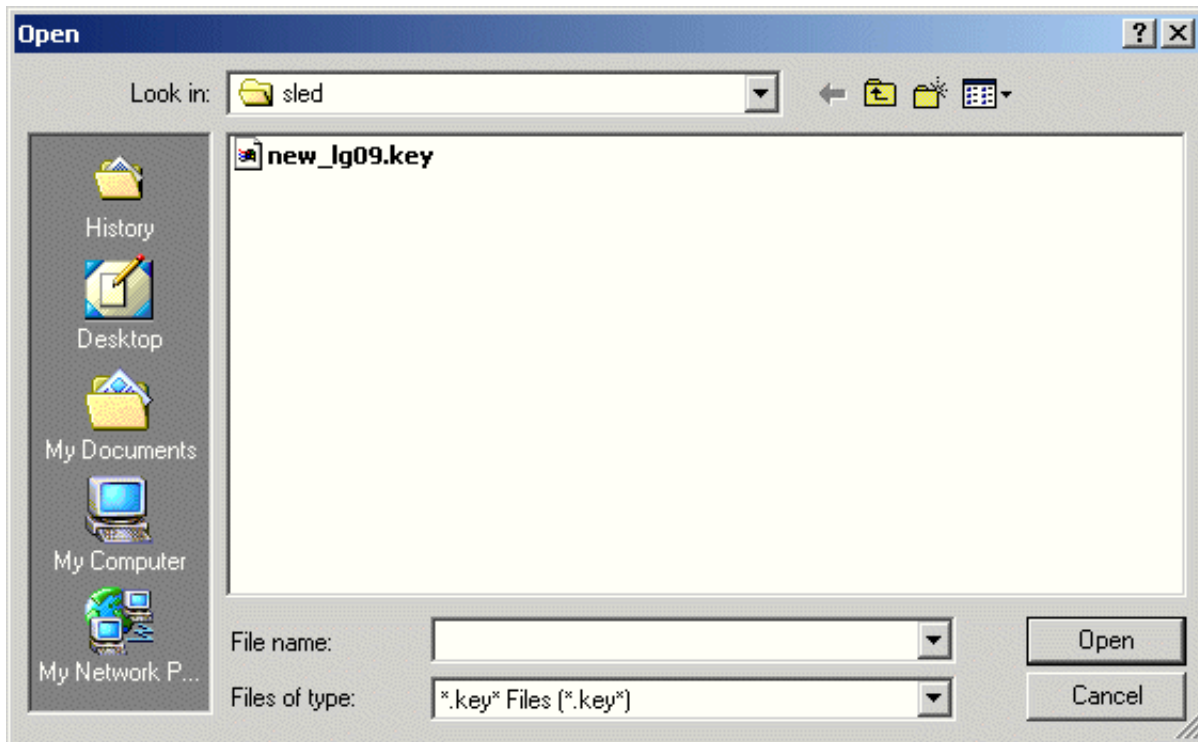 Open
Look in: sled
new_lg09.key
History
Desktop
My Documents
My Computer
My Network P...
File name:
Open
Files of type: *.key* Files (*.key*)
Cancel